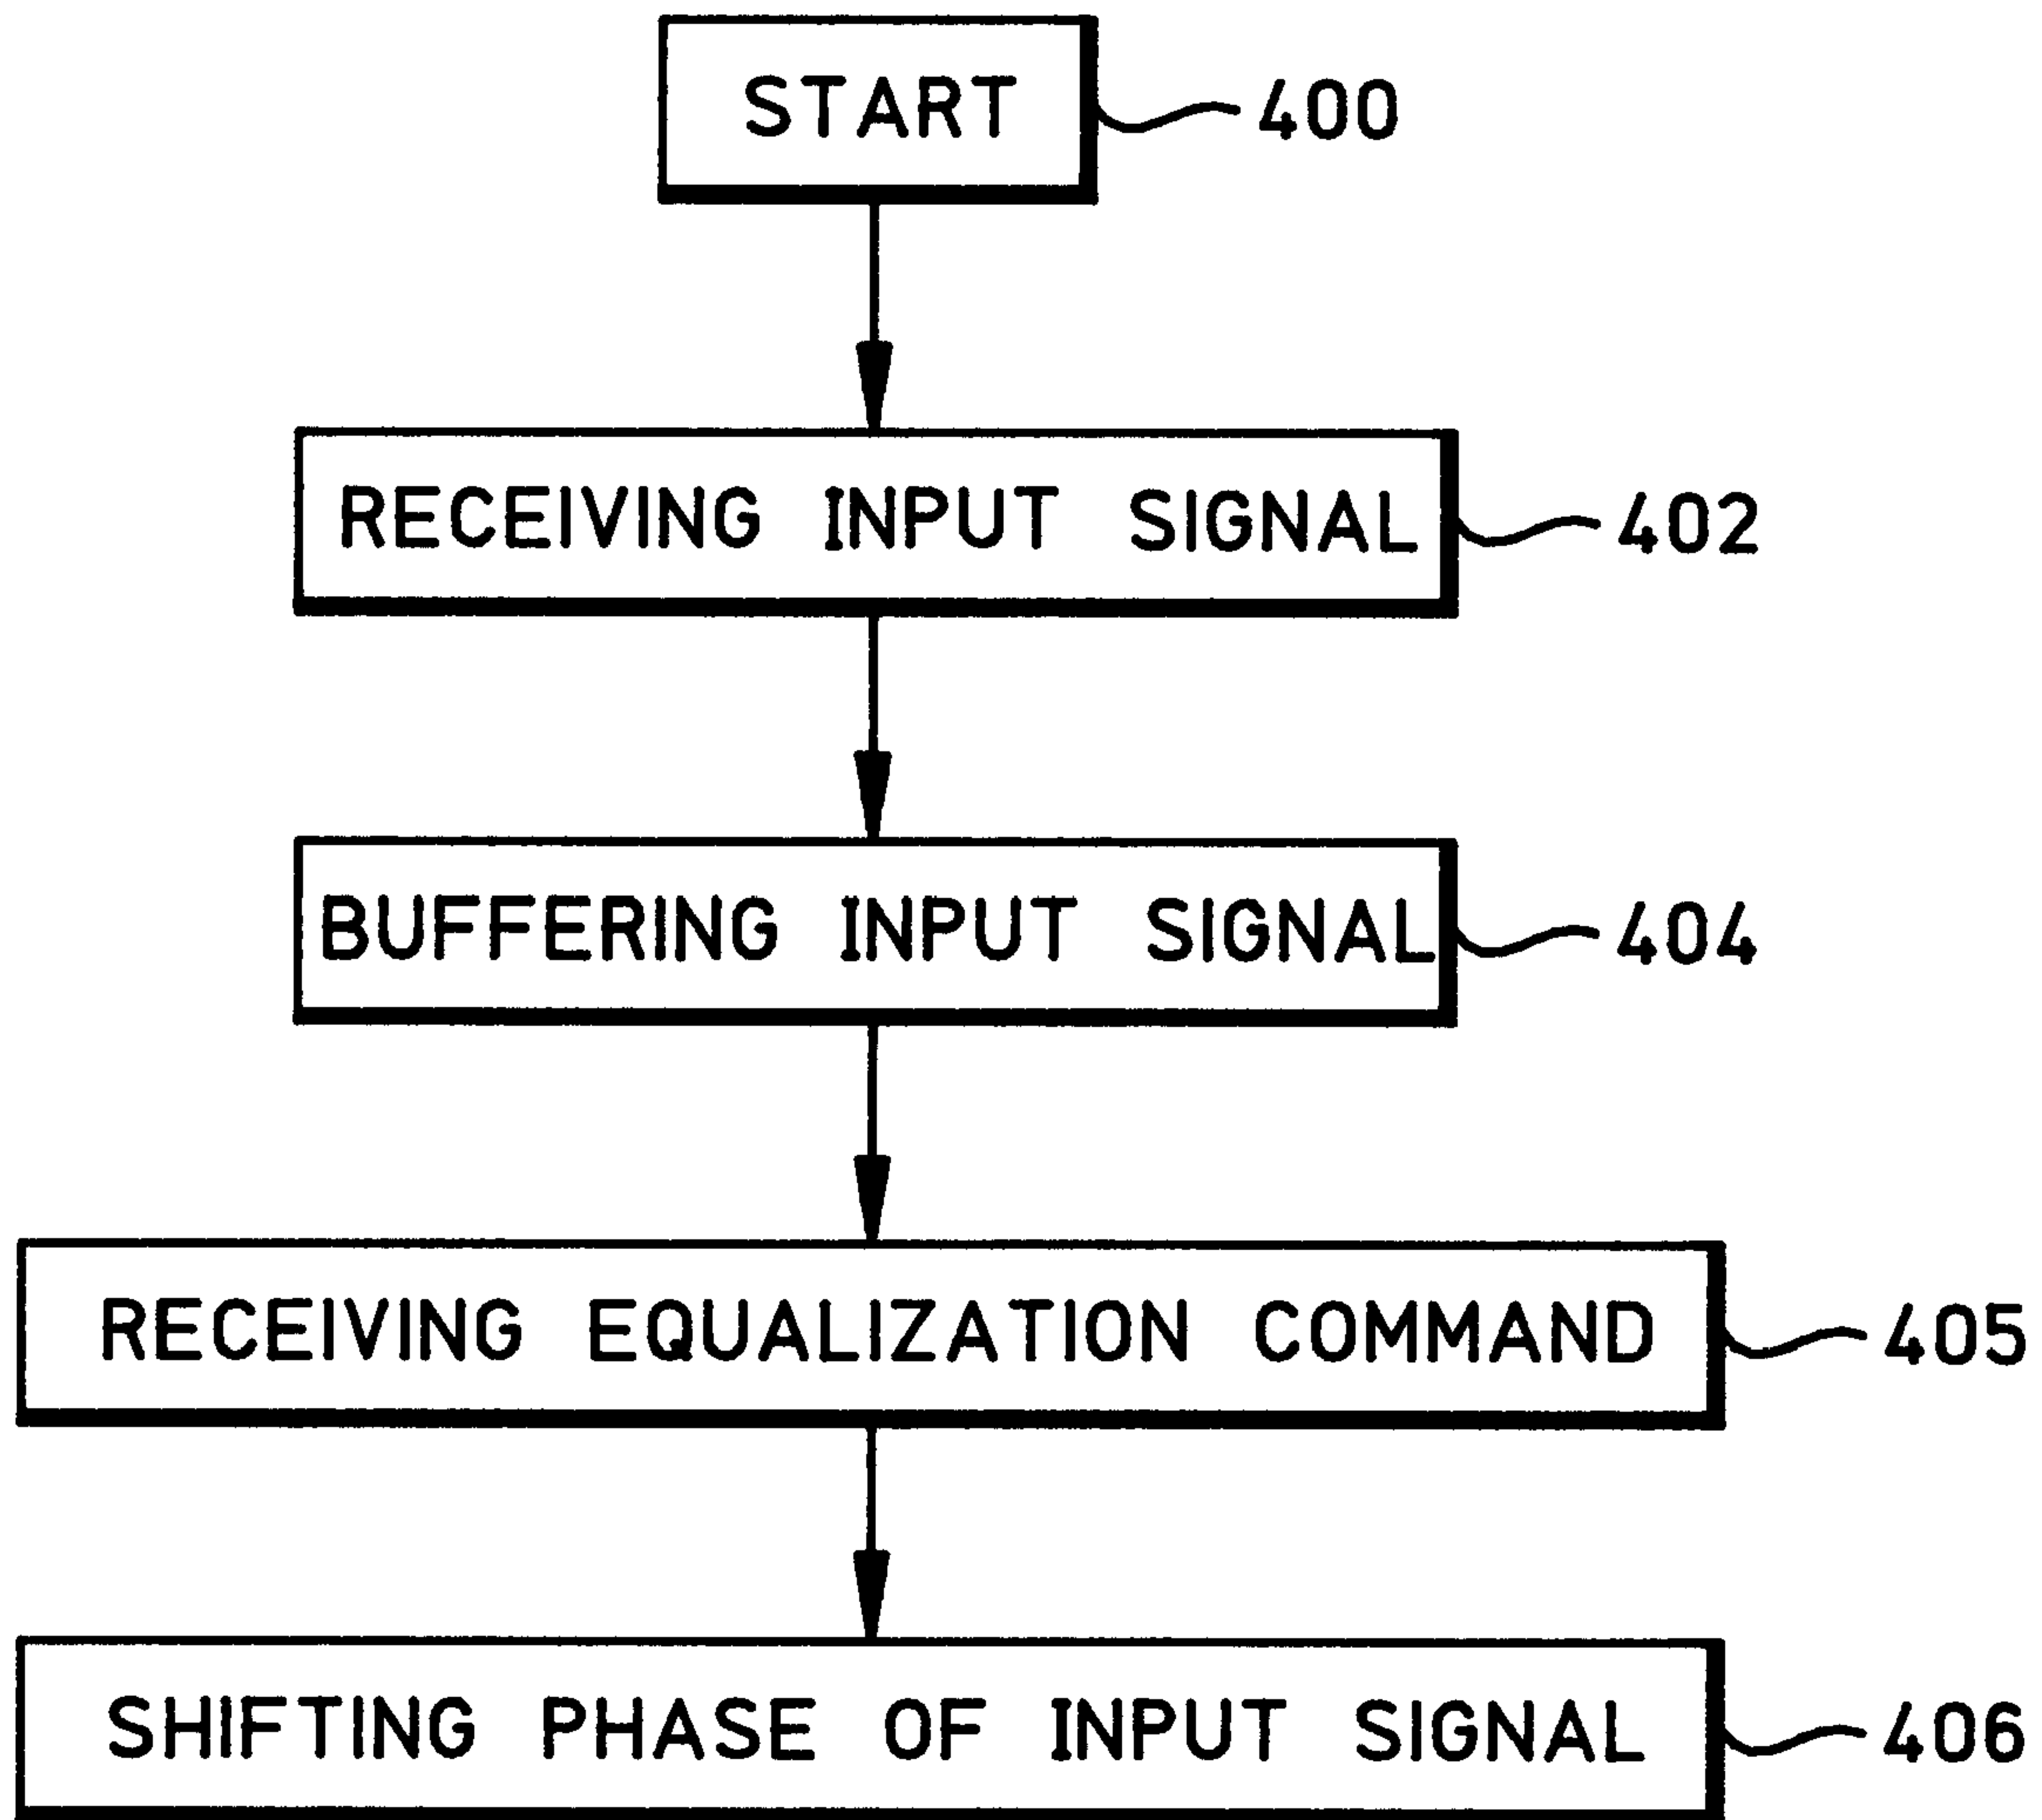 START 400
RECEIVING INPUT SIGNAL 402
BUFFERING INPUT SIGNAL 404
RECEIVING EQUALIZATION COMMAND 405
SHIFTING PHASE OF INPUT SIGNAL 406